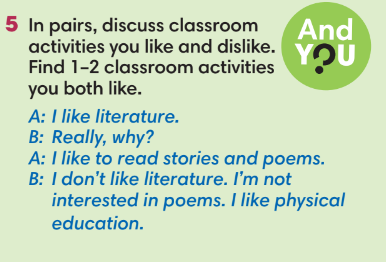 5 In pairs, discuss classroom
activities you like and dislike.
Find 1–2 classroom activities
you both like.
And
YOU
A: I like literature.
B: Really, why?
A: I like to read stories and poems.
B: I don't like literature. I'm not
interested in poems. I like physical
education.